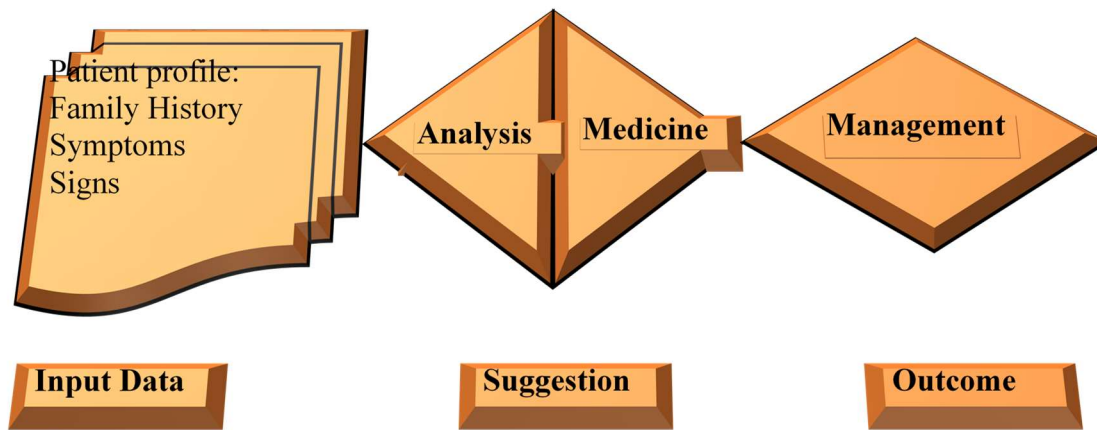 Patient profile:
Family History
Symptoms
Signs
Analysis
Medicine
Management
Input Data
Suggestion
Outcome